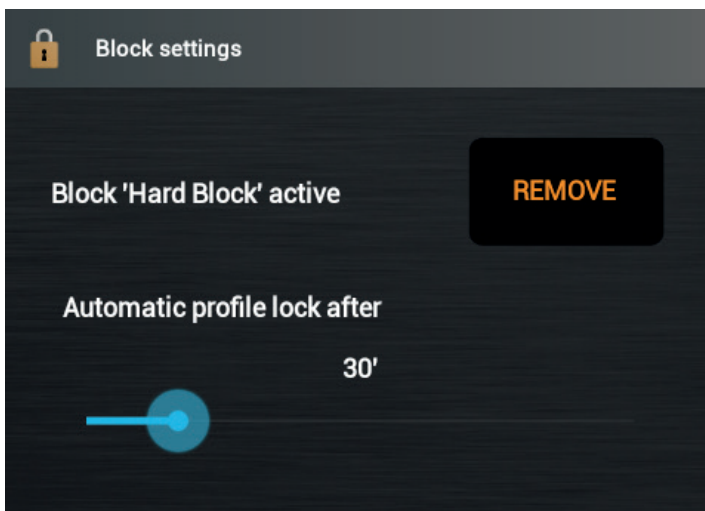 Block settings
Block 'Hard Block' active
REMOVE
Automatic profile lock after
30'